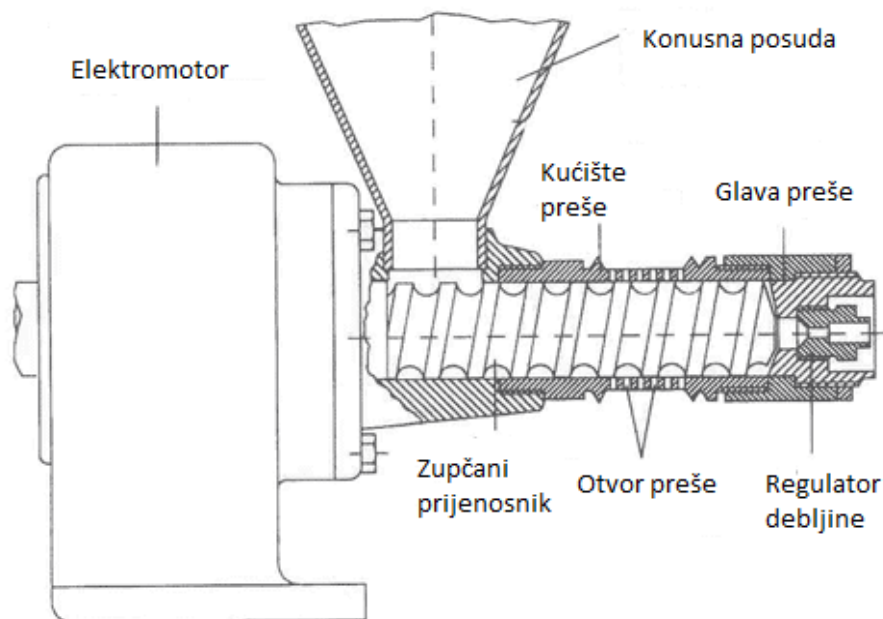 Konusna posuda
Elektromotor
Kućište
preše
Glava preše
Zupčani
prijenosnik
Otvor preše
Regulator
debljine